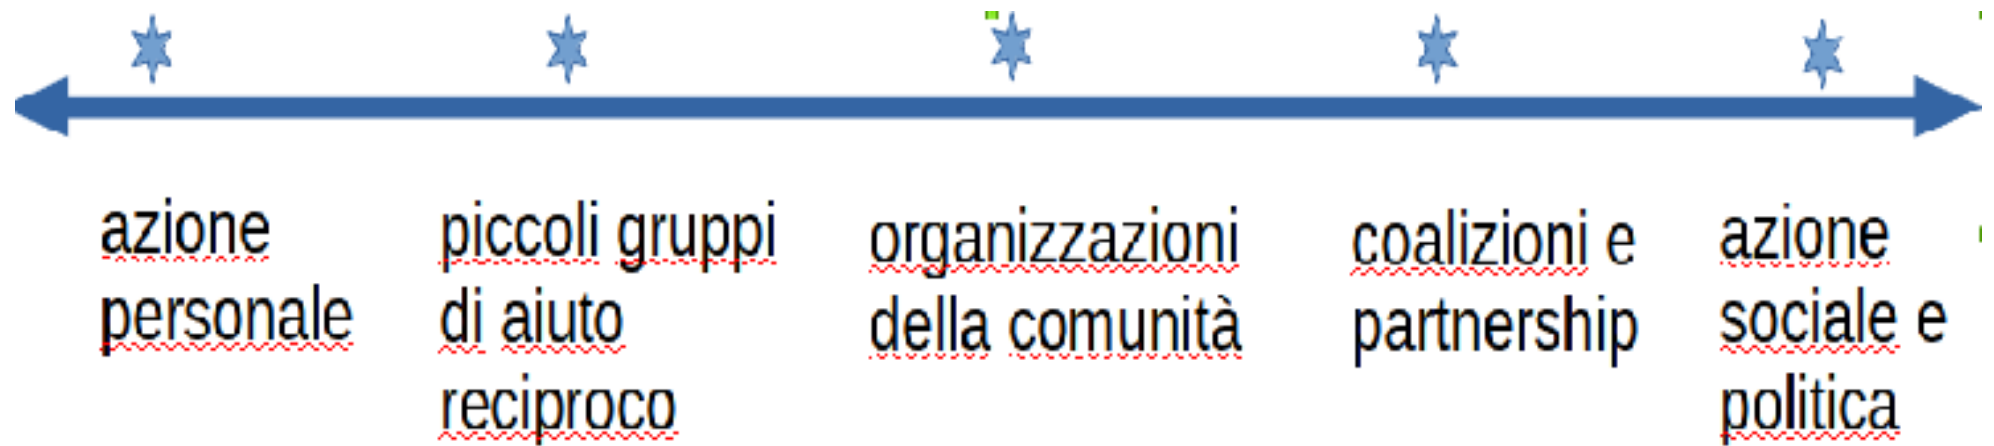 azione
personale
piccoli gruppi
di aiuto
reciproco
organizzazioni
della comunità
coalizioni e
partnership
azione
sociale e
politica